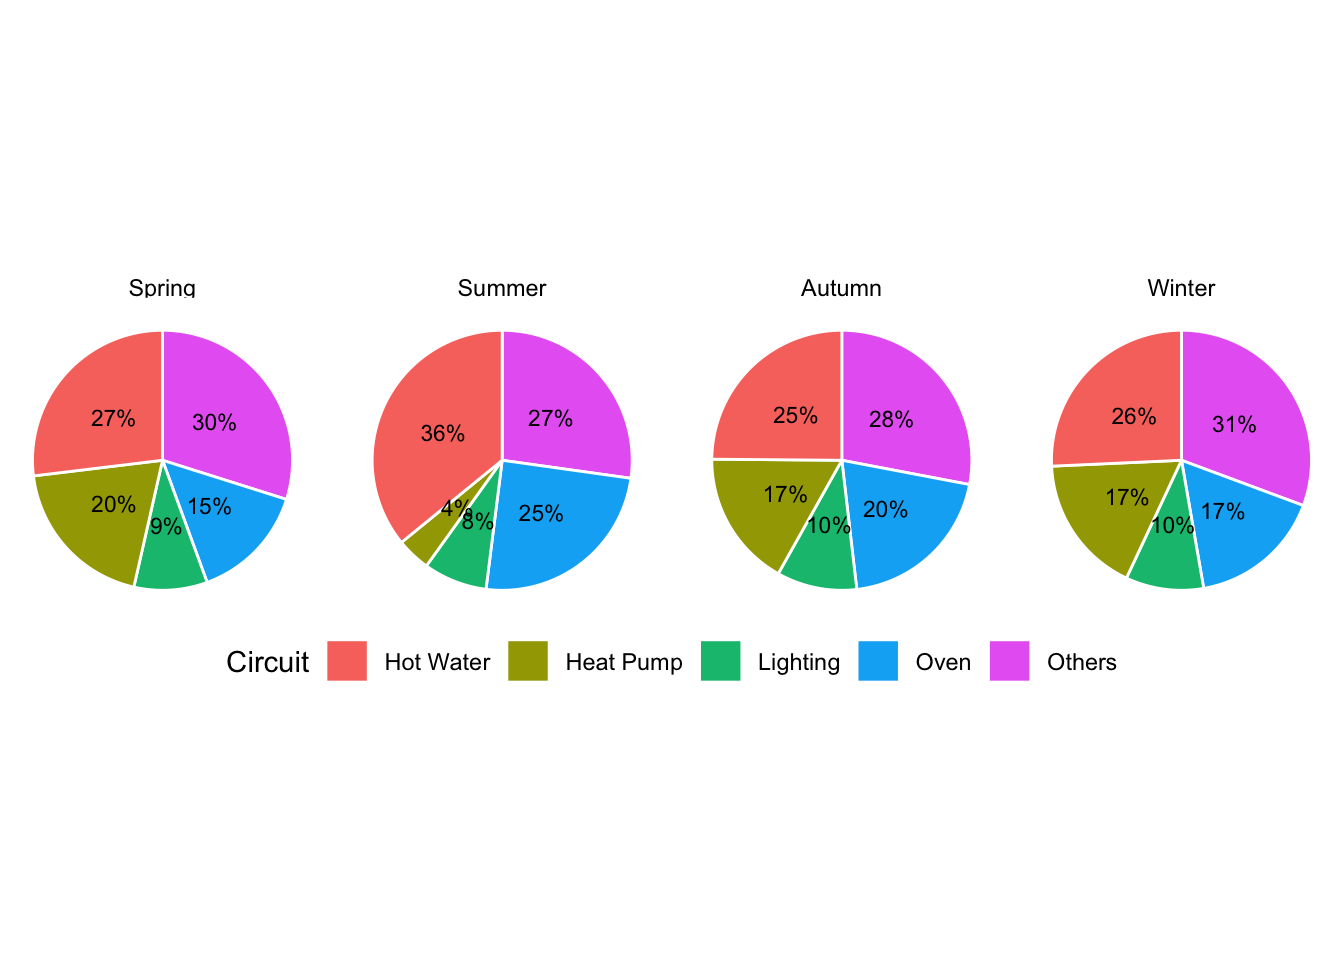 Spring Summer Autumn Winter
27% 30% 20% 9% 15%
36% 27% 4% 8% 25%
25% 28% 17% 10% 20%
26% 31% 17% 10% 17%
Circuit Hot Water Heat Pump Lighting Oven Others